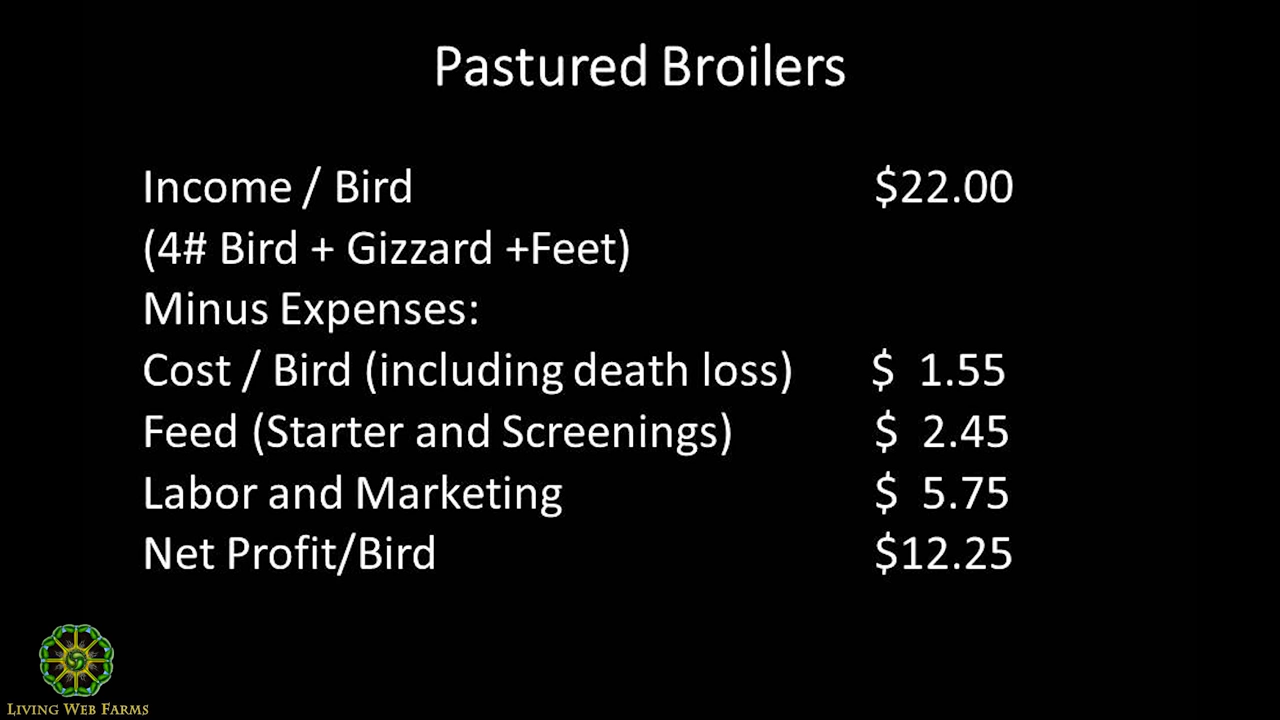 Pastured Broilers
Income / Bird $22.00
(4# Bird + Gizzard +Feet)
Minus Expenses:
Cost / Bird (including death loss) $ 1.55
Feed (Starter and Screenings) $ 2.45
Labor and Marketing $ 5.75
Net Profit/Bird $12.25
LIVING WEB FARMS